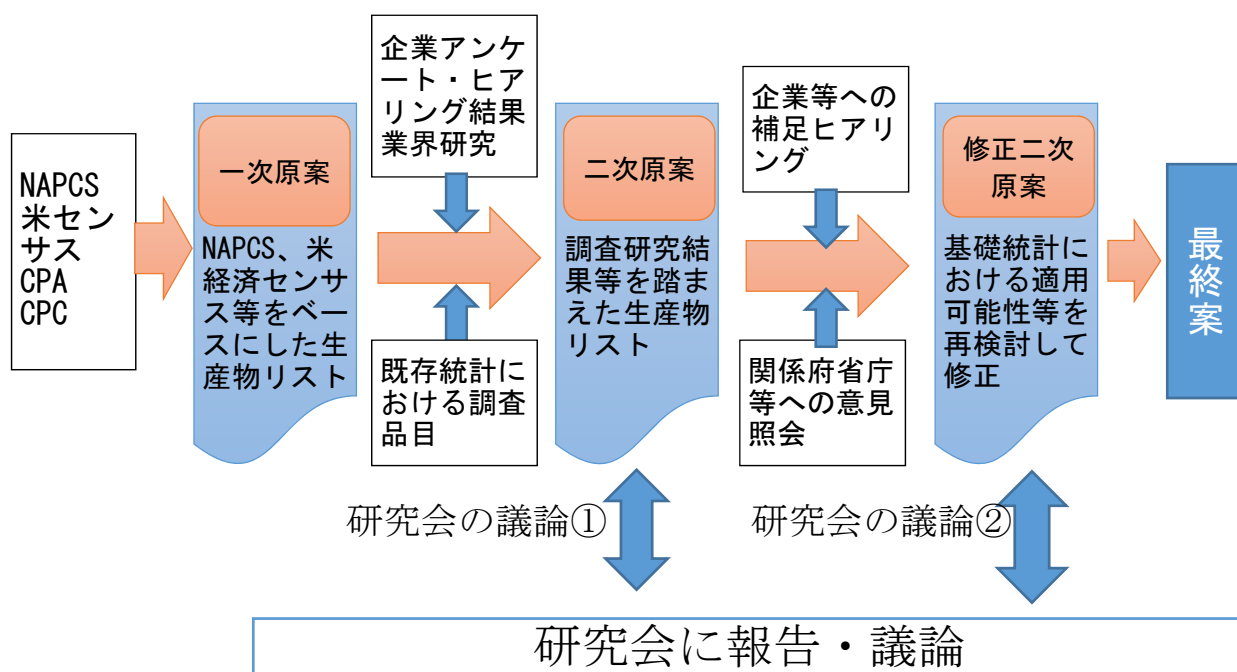 NAPCS
米セン
サス
CPA
CPC
一次原案
NAPCS、米
経済センサ
ス等をベー
スにした生
産物リスト
企業アンケ
ート・ヒア
リング結果
業界研究
既存統計に
おける調査
品目
二次原案
調査研究結
果等を踏ま
えた生産物
リスト
企業等への
補足ヒアリ
ング
関係府省庁
等への意見
照会
修正二次
原案
基礎統計に
おける適用
可能性等を
再検討して
修正
最終案
研究会の議論①
研究会の議論②
研究会に報告・議論